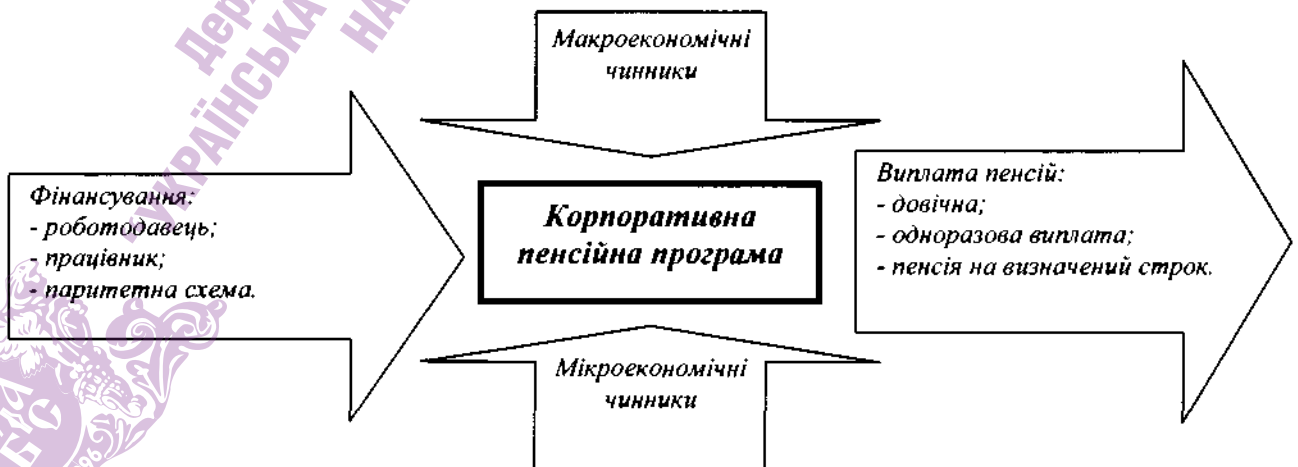 Макроекономічні
чинники
Фінансування:
- роботодавець;
- працівник;
- паритетна схема.
Корпоративна
пенсійна програма
Виплата пенсій:
- довічна;
- одноразова виплата;
- пенсія на визначений строк.
Мікроекономічні
чинники
"УКРАЇНСЬКА